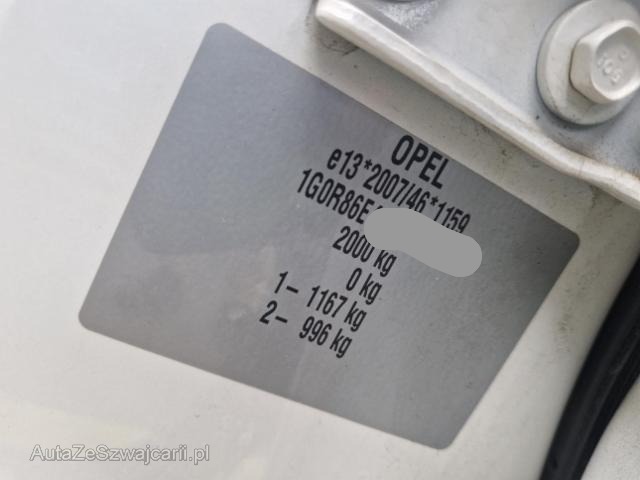 OPEL
e13*2007/46*1159
1G0R86E
2000 kg
0 kg
1- 1167 kg
2- 996 kg
AutaZeSzwajcarii.pl